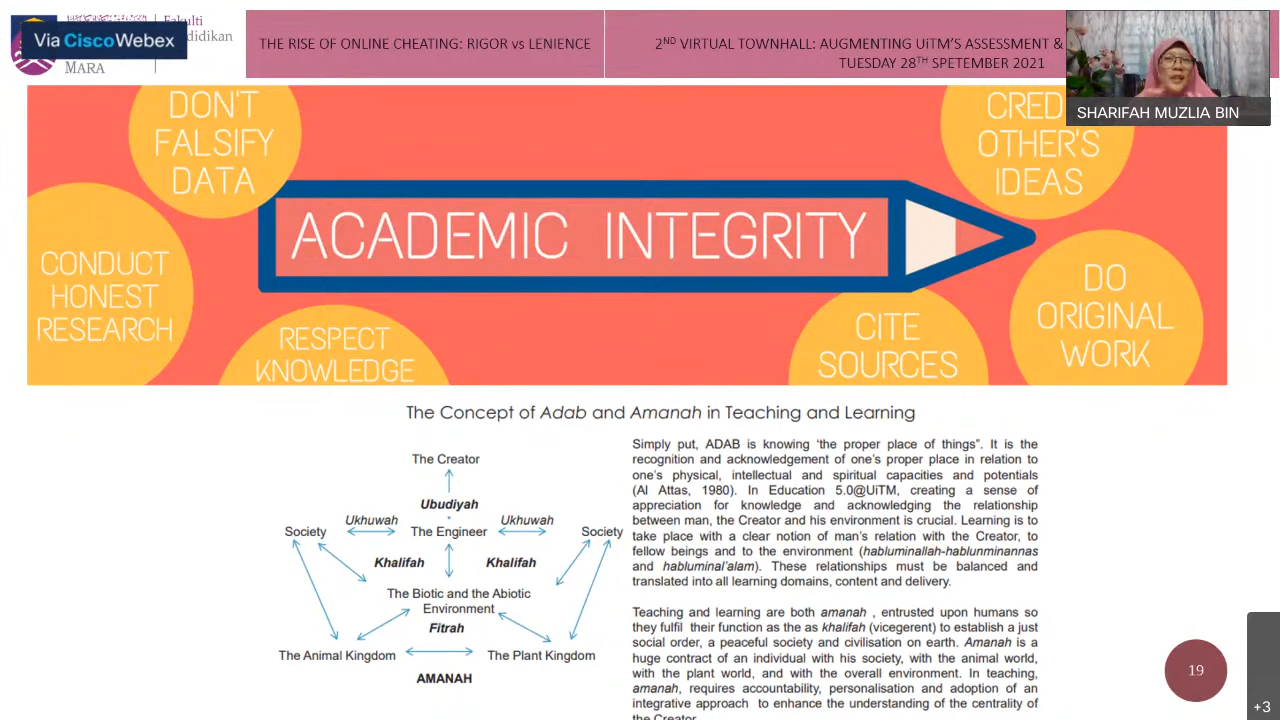 Fakulti
Via Cisco Webex
didikan
MARA
THE RISE OF ONLINE CHEATING: RIGOR vs LENIENCE
2ND VIRTUAL TOWNHALL: AUGMENTING UiTM'S ASSESSMENT &
TUESDAY 28TH SPETEMBER 2021
SHARIFAH MUZLIA BIN
DON'T
FALSIFY
DATA
CRED
OTHER'S
IDEAS
ACADEMIC INTEGRITY
CONDUCT
HONEST
RESEARCH
RESPECT
KNOWLEDGE
CITE
SOURCES
DO
ORIGINAL
WORK
The Concept of Adab and Amanah in Teaching and Learning
The Creator
Ubudiyah
Ukhuwah
Ukhuwah
Society
The Engineer
Society
Khalifah
Khalifah
The Biotic and the Abiotic
Environment
Fitrah
The Animal Kingdom
The Plant Kingdom
AMANAH
Simply put, ADAB is knowing 'the proper place of things". It is the
recognition and acknowledgement of one's proper place in relation to
one's physical, intellectual and spiritual capacities and potentials
(Al Attas, 1980). In Education 5.0@UiTM, creating a sense of
appreciation for knowledge and acknowledging the relationship
between man, the Creator and his environment is crucial. Learning is to
take place with a clear notion of man's relation with the Creator, to
fellow beings and to the environment (habluminallah-hablunminannas
and habluminal'alam). These relationships must be balanced and
translated into all learning domains, content and delivery.
Teaching and learning are both amanah , entrusted upon humans so
they fulfil their function as the as khalifah (vicegerent) to establish a just
social order, a peaceful society and civilisation on earth. Amanah is a
huge contract of an individual with his society, with the animal world,
with the plant world, and with the overall environment. In teaching,
amanah, requires accountability, personalisation and adoption of an
integrative approach to enhance the understanding of the centrality of
the Creator
19
+3